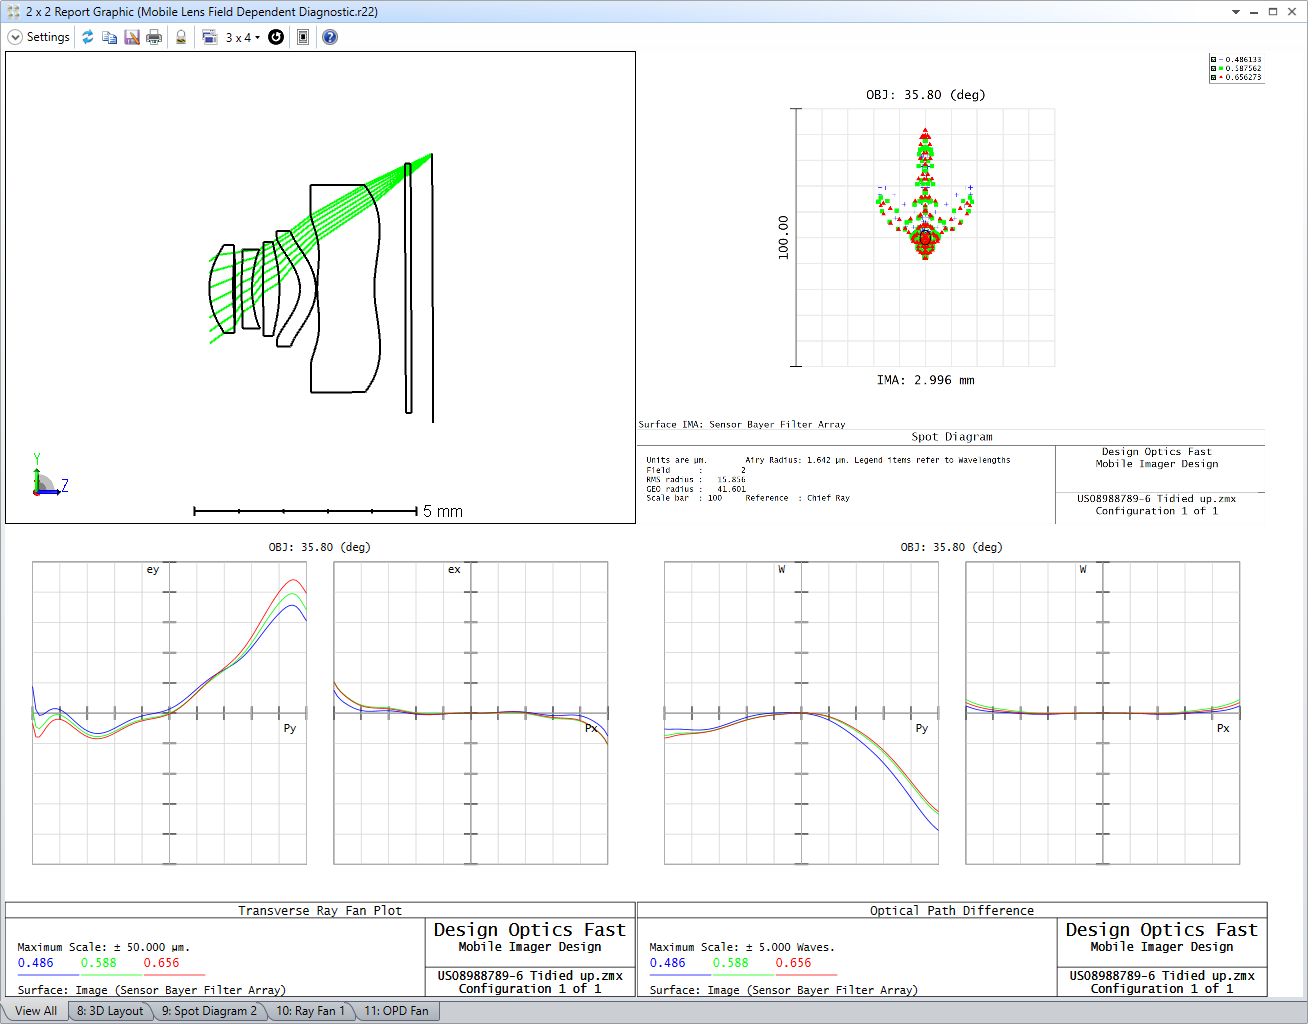 2 x 2 Report Graphic (Mobile Lens Field Dependent Diagnostic.r22)
Settings
3 x 4
5 mm
Y
Z
0.486133
0.587562
0.656273
OBJ: 35.80 (deg)
100.00
IMA: 2.996 mm
Surface IMA: Sensor Bayer Filter Array
Spot Diagram
Units are µm. Airy Radius: 1.642 µm. Legend items refer to Wavelengths
Field : 2
RMS radius : 15.856
GEO radius : 41.601
Scale bar : 100 Reference : Chief Ray
Design Optics Fast
Mobile Imager Design
US08988789-6 Tidied up.zmx
Configuration 1 of 1
OBJ: 35.80 (deg)
ey
Py
ex
Px
Transverse Ray Fan Plot
Maximum Scale: ± 50.000 µm.
0.486 0.588 0.656
Surface: Image (Sensor Bayer Filter Array)
Design Optics Fast
Mobile Imager Design
US08988789-6 Tidied up.zmx
Configuration 1 of 1
OBJ: 35.80 (deg)
W
Py
W
Px
Optical Path Difference
Maximum Scale: ± 5.000 Waves.
0.486 0.588 0.656
Surface: Image (Sensor Bayer Filter Array)
Design Optics Fast
Mobile Imager Design
US08988789-6 Tidied up.zmx
Configuration 1 of 1
View All
8: 3D Layout
9: Spot Diagram 2
10: Ray Fan 1
11: OPD Fan